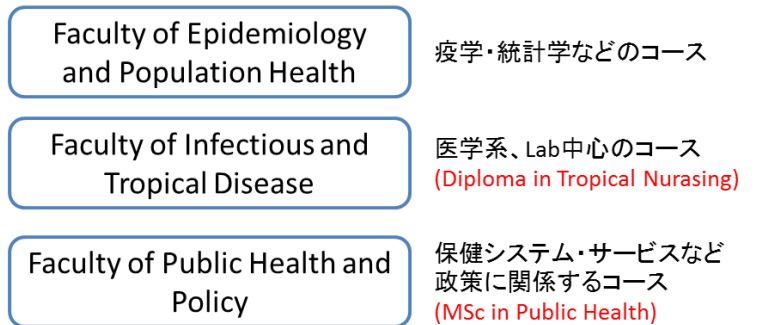 Faculty of Epidemiology
and Population Health
疫学・統計学などのコース
Faculty of Infectious and
Tropical Disease
医学系、Lab中心のコース
(Diploma in Tropical Nurasing)
Faculty of Public Health and
Policy
保健システム・サービスなど
政策に関係するコース
(MSc in Public Health)